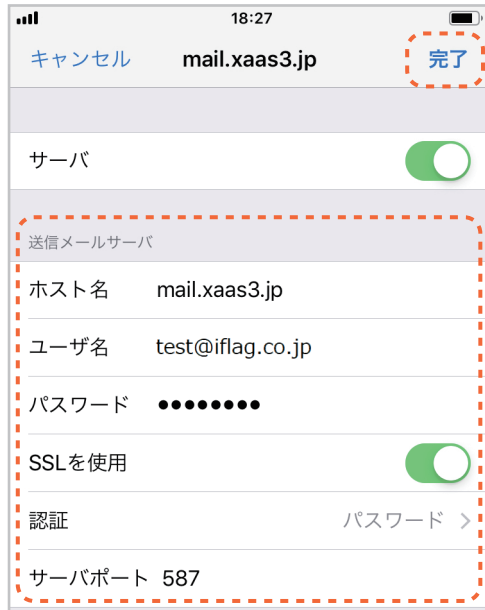 18:27
キャンセル mail.xaas3.jp 完了
サーバ
送信メールサーバ
ホスト名 mail.xaas3.jp
ユーザ名 test@iflag.co.jp
パスワード ●●●●●●●●
SSLを使用
認証 パスワード >
サーバポート 587